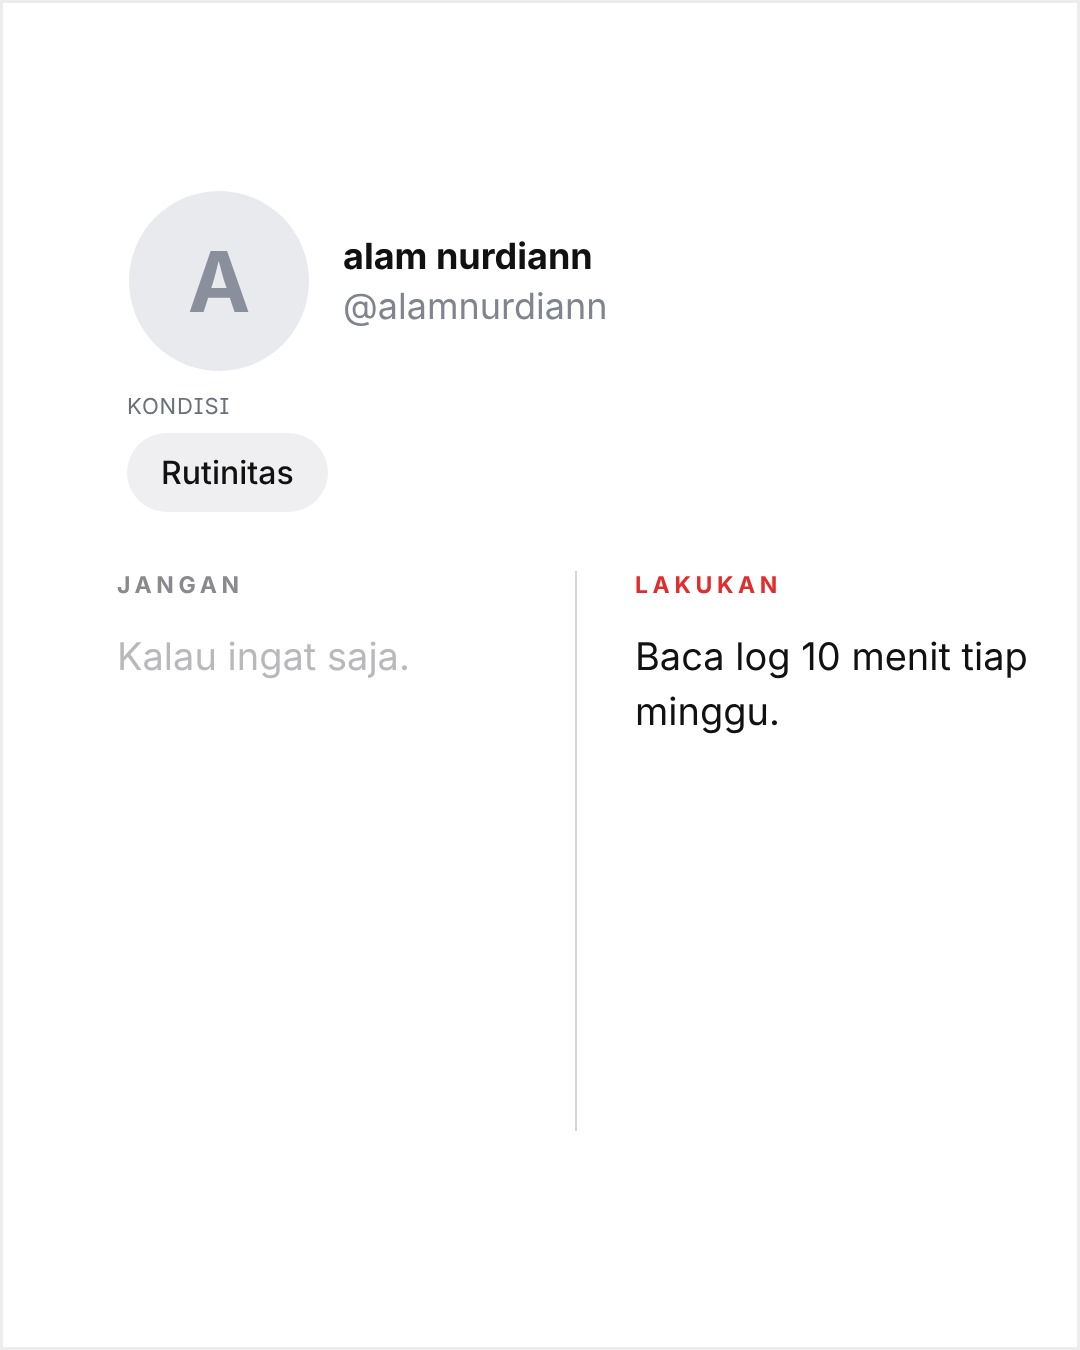 A
alam nurdiann
@alamnurdiann
KONDISI
Rutinitas
JANGAN
Kalau ingat saja.
LAKUKAN
Baca log 10 menit tiap
minggu.